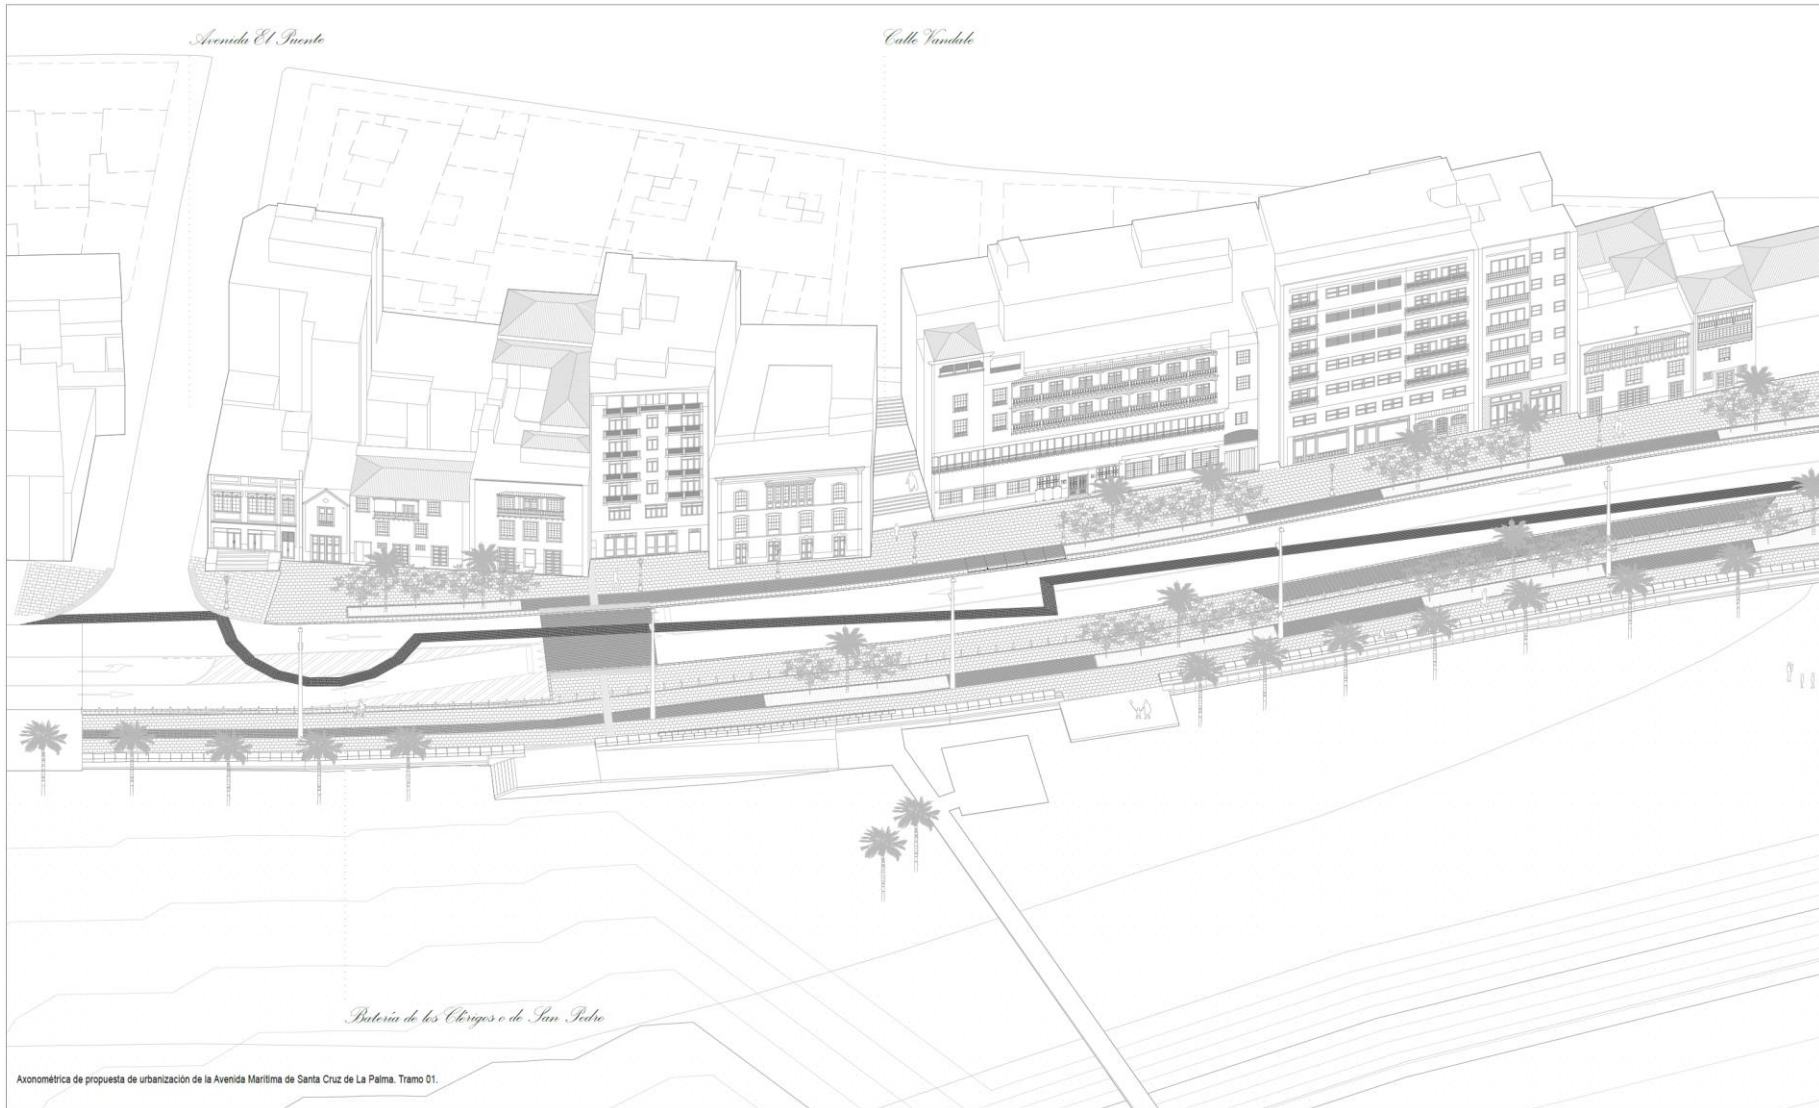 Avenida El Puente
Calle Vandale
Batería de los Clérigos o de San Pedro
Axonométrica de propuesta de urbanización de la Avenida Marítima de Santa Cruz de La Palma. Tramo 01.